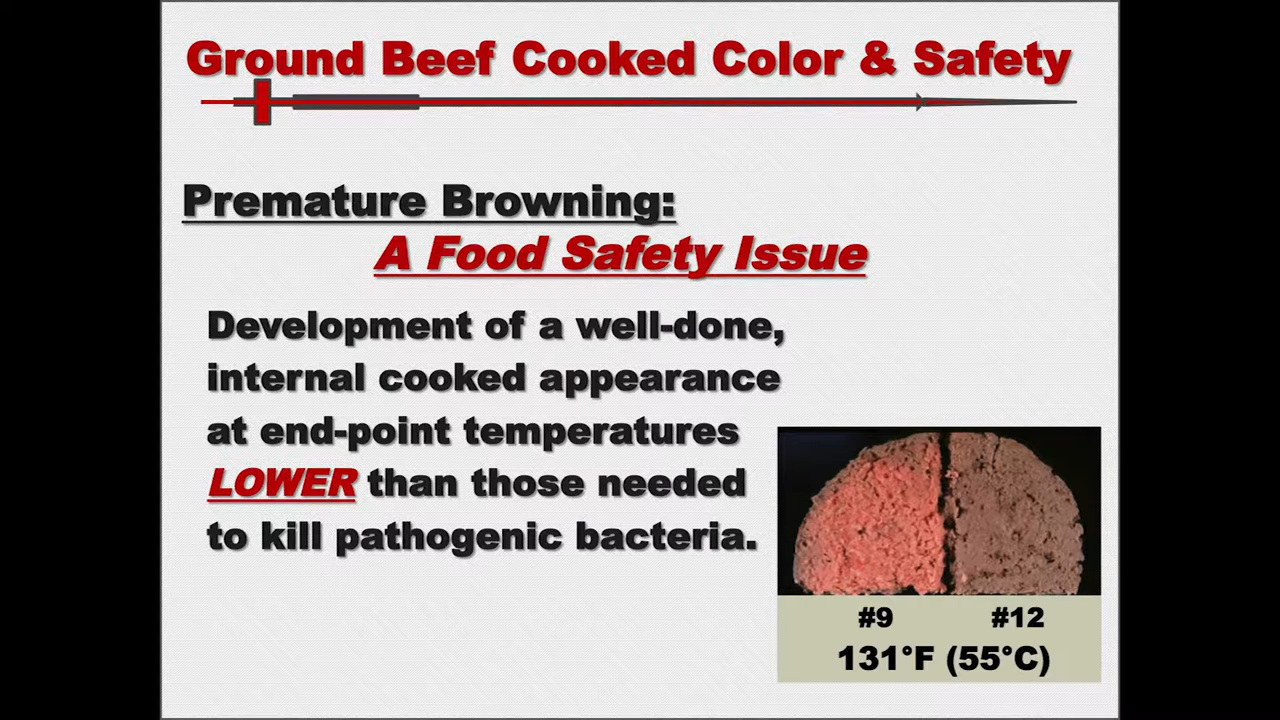 Ground Beef Cooked Color & Safety
Premature Browning:
A Food Safety Issue
Development of a well-done,
internal cooked appearance
at end-point temperatures
LOWER than those needed
to kill pathogenic bacteria.
#9 #12
131°F (55°C)